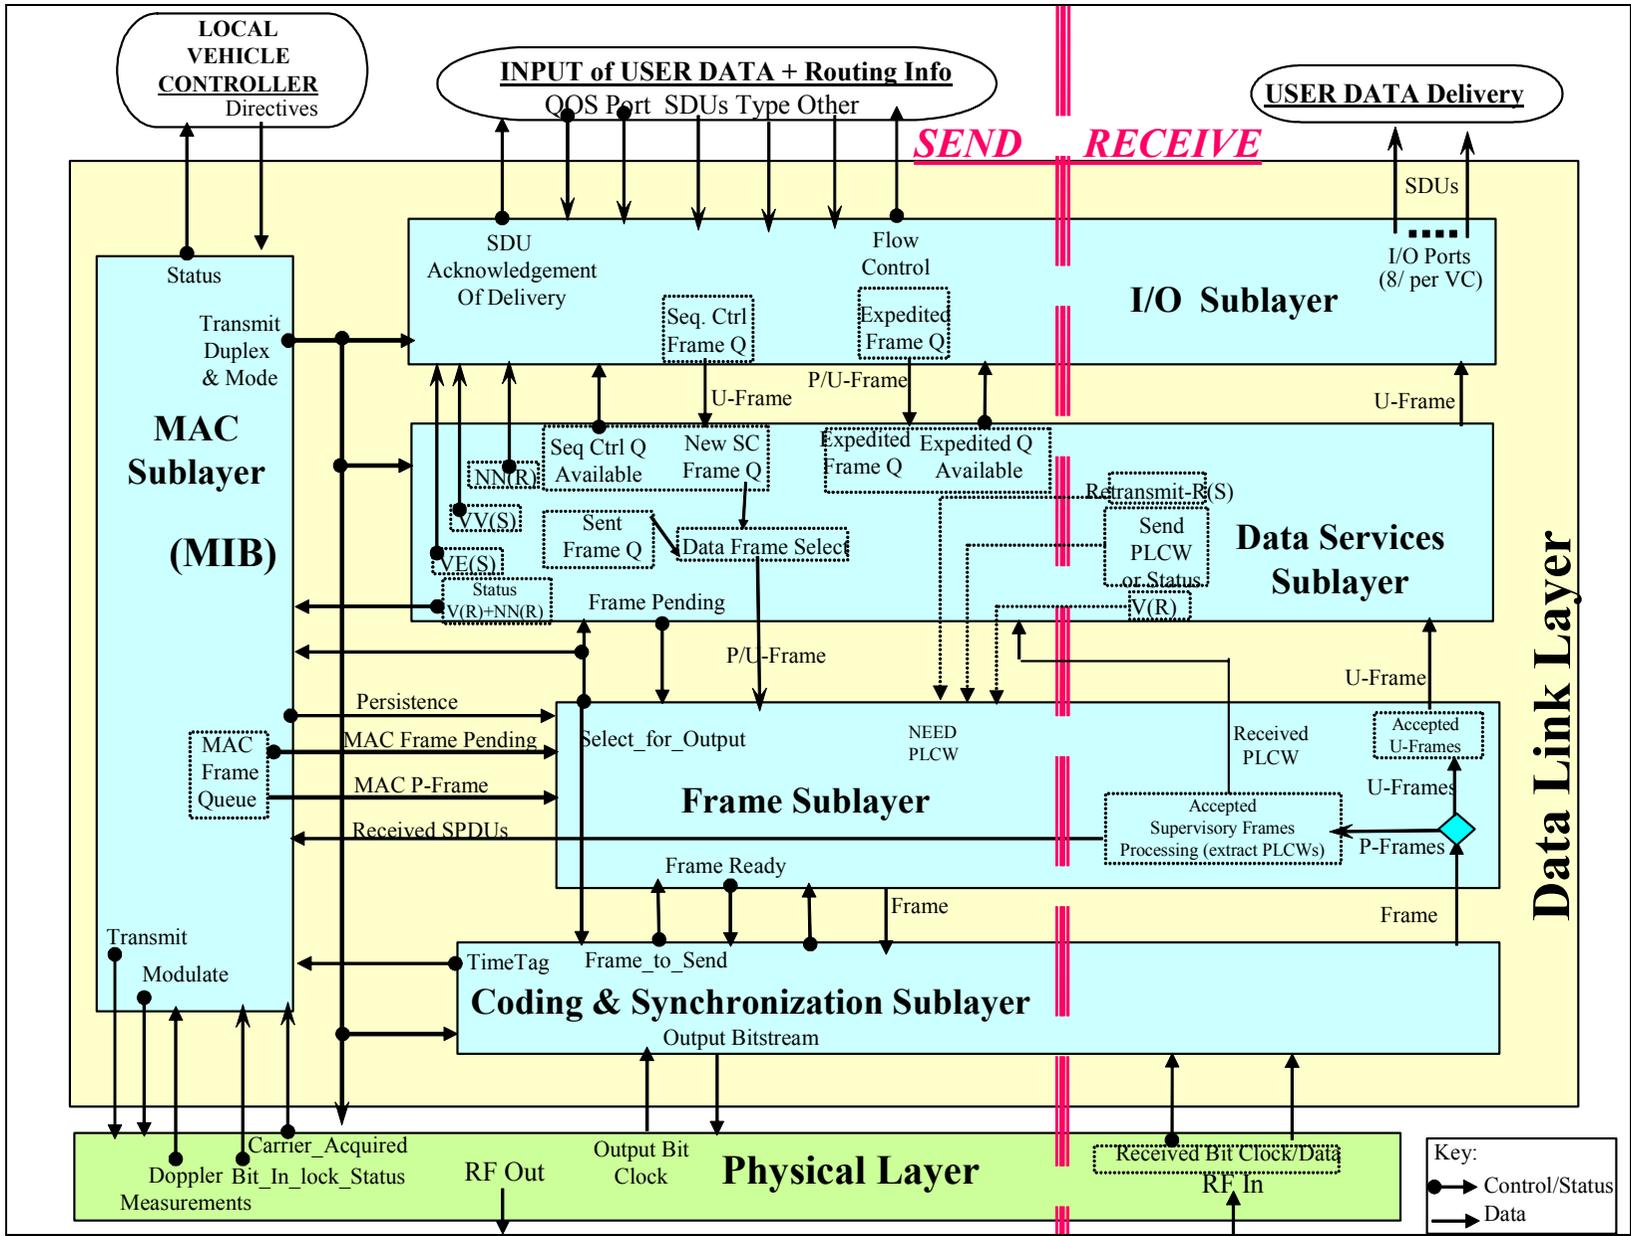 LOCAL
VEHICLE
CONTROLLER
Directives
INPUT of USER DATA + Routing Info
QOS Port SDUs Type Other
USER DATA Delivery
SEND RECEIVE
SDUs
Status
SDU
Acknowledgement
Of Delivery
Flow
Control
I/O Ports
(8/ per VC)
Seq. Ctrl
Frame Q
Expedited
Frame Q
I/O Sublayer
Transmit
Duplex
& Mode
U-Frame
P/U-Frame
U-Frame
MAC
Sublayer
(MIB)
NN(R)
VV(S)
VE(S)
Status
V(R)+NN(R)
Seq Ctrl Q
Available
New SC
Frame Q
Sent
Frame Q
Data Frame Select
Expedited
Frame Q
Expedited Q
Available
Retransmit-R(S)
Send
PLCW
or Status
V(R)
Data Services
Sublayer
Frame Pending
P/U-Frame
U-Frame
Data Link Layer
Persistence
MAC Frame Pending
MAC P-Frame
Received SPDUs
MAC
Frame
Queue
Select_for_Output
NEED
PLCW
Received
PLCW
Accepted
U-Frames
U-Frames
Frame Sublayer
Accepted
Supervisory Frames
Processing (extract PLCWs)
P-Frames
Frame Ready
Frame
Frame
Transmit
Modulate
TimeTag
Frame_to_Send
Coding & Synchronization Sublayer
Output Bitstream
Carrier_Acquired
Doppler
Measurements
Bit_In_lock_Status
RF Out
Output Bit
Clock
Physical Layer
Received Bit Clock/Data
RF In
Key:
Control/Status
Data